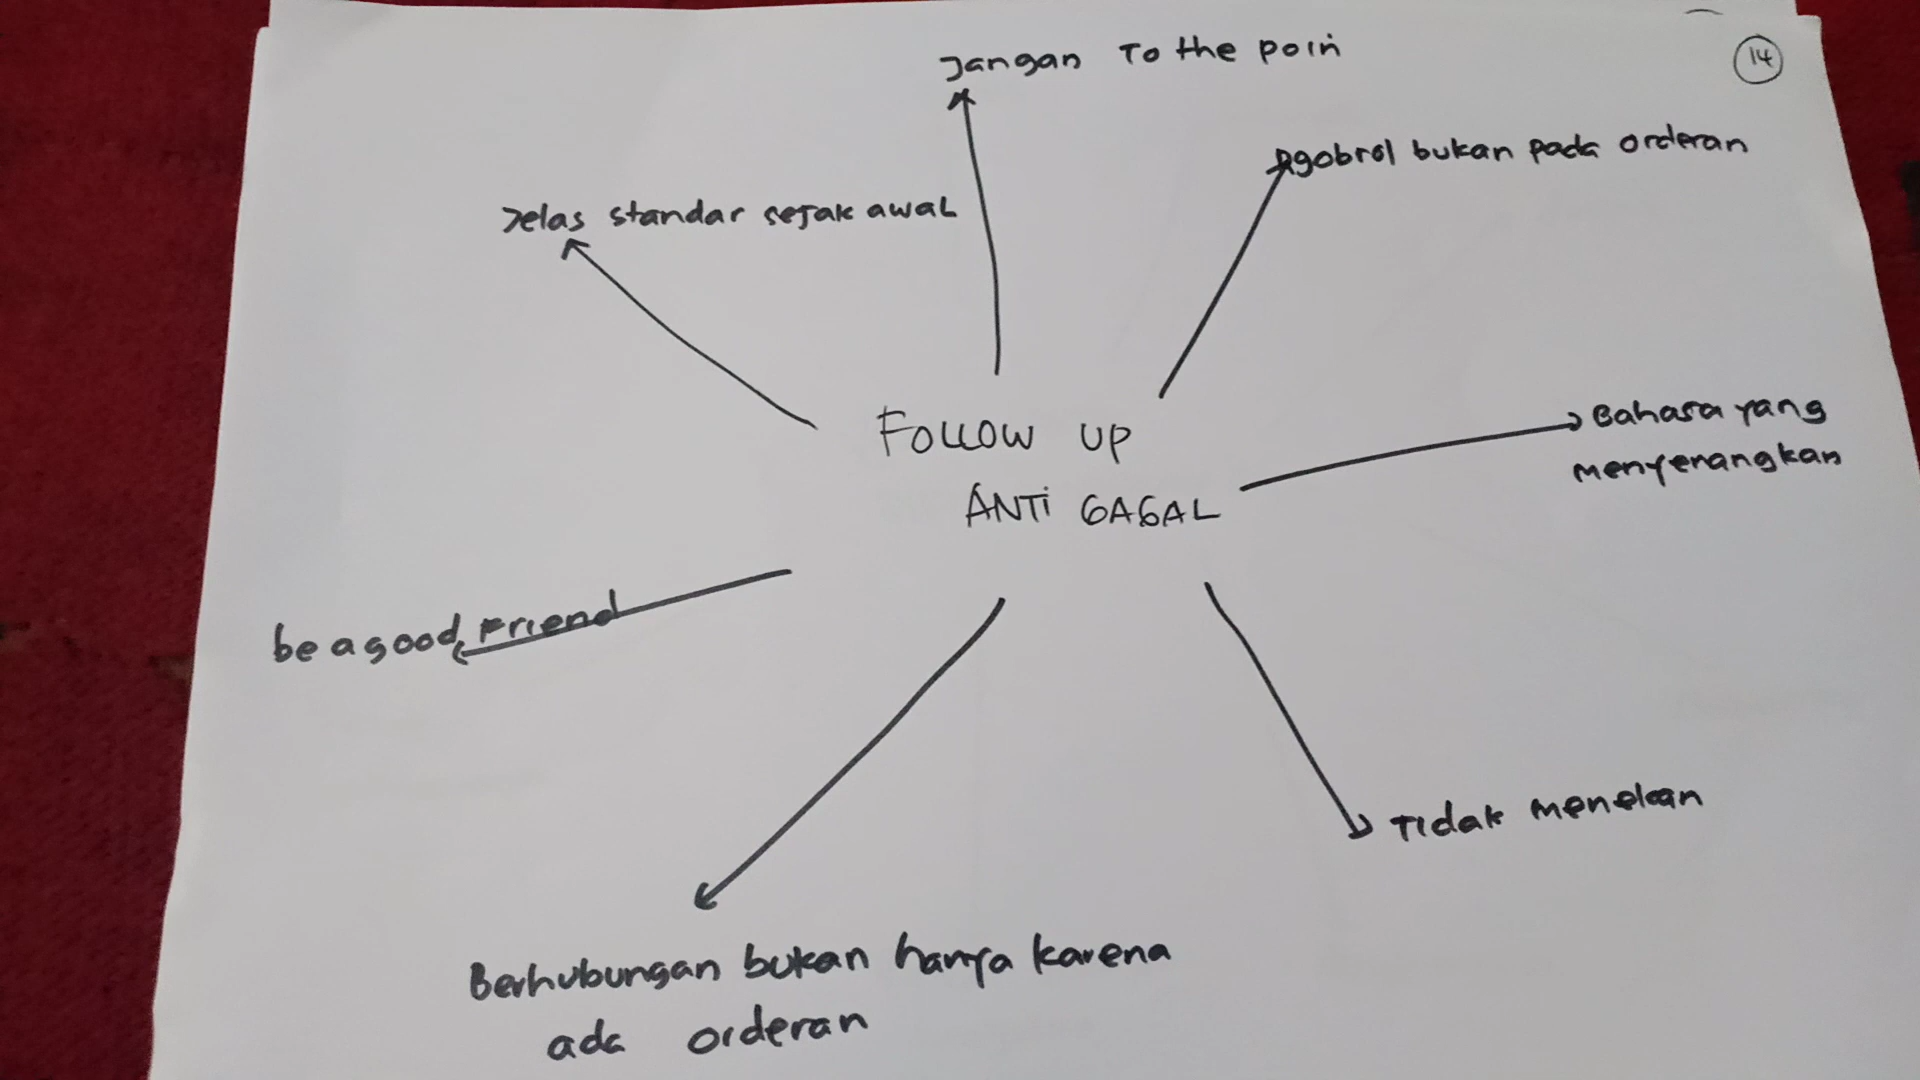 Jangan To the poin
14
Ngobrol bukan pada orderan
Jelas standar sejak awal
Bahasa yang
menyenangkan
Follow up
Anti GAGAL
be a good Friend
Tidak menekan
Berhubungan bukan hanya karena
ada orderan